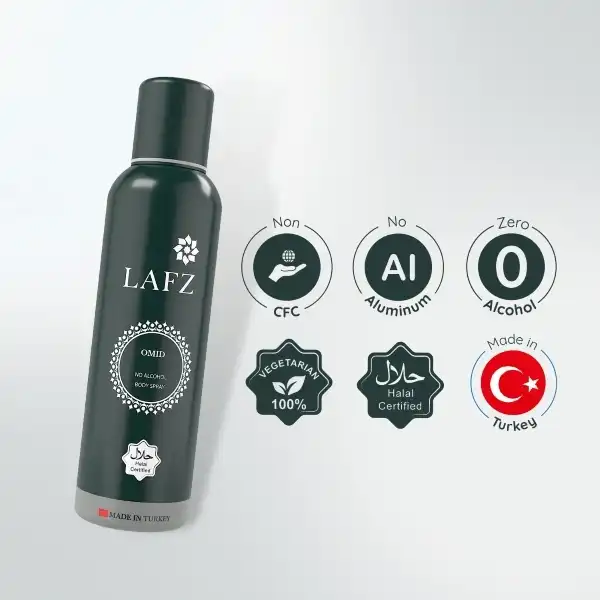 LAFZ
OMID
NO ALCOHOL
BODY SPRAY
حلال
Halal
Certified
MADE IN TURKEY
Non
CFC
No
Al
Aluminum
Zero
0
Alcohol
VEGETARIAN
100%
حلال
Halal
Certified
Made in
Turkey